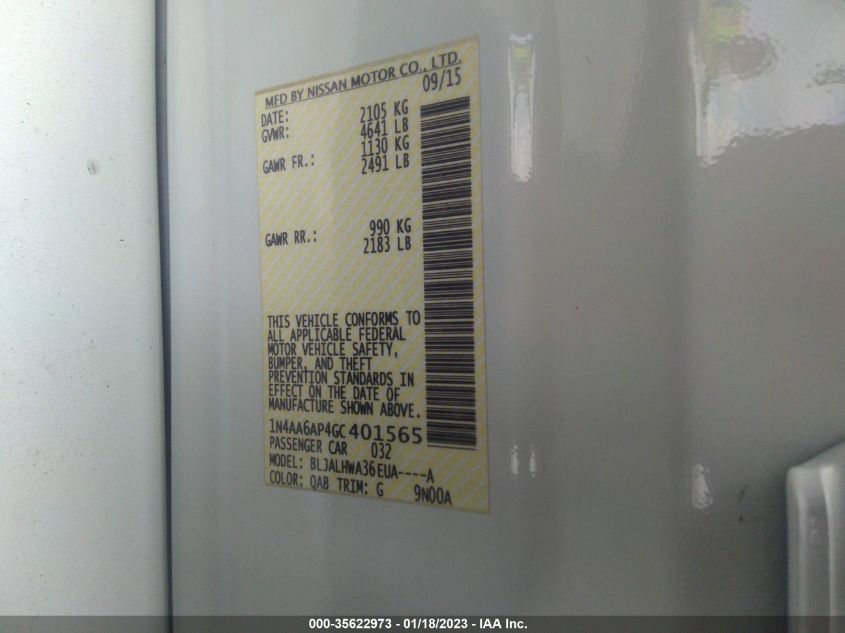 MFD BY NISSAN MOTOR CO., LTD.
DATE: 09/15
GVWR: 2105 KG
4641 LB
GAWR FR.: 1130 KG
2491 LB
GAWR RR.: 990 KG
2183 LB
THIS VEHICLE CONFORMS TO
ALL APPLICABLE FEDERAL
MOTOR VEHICLE SAFETY,
BUMPER, AND THEFT
PREVENTION STANDARDS IN
EFFECT ON THE DATE OF
MANUFACTURE SHOWN ABOVE.
1N4AA6AP4GC401565
PASSENGER CAR 032
MODEL: BLJALHWA36EUA----A
COLOR: QAB TRIM: G 9N00A
000-35622973 - 01/18/2023 - IAA Inc.